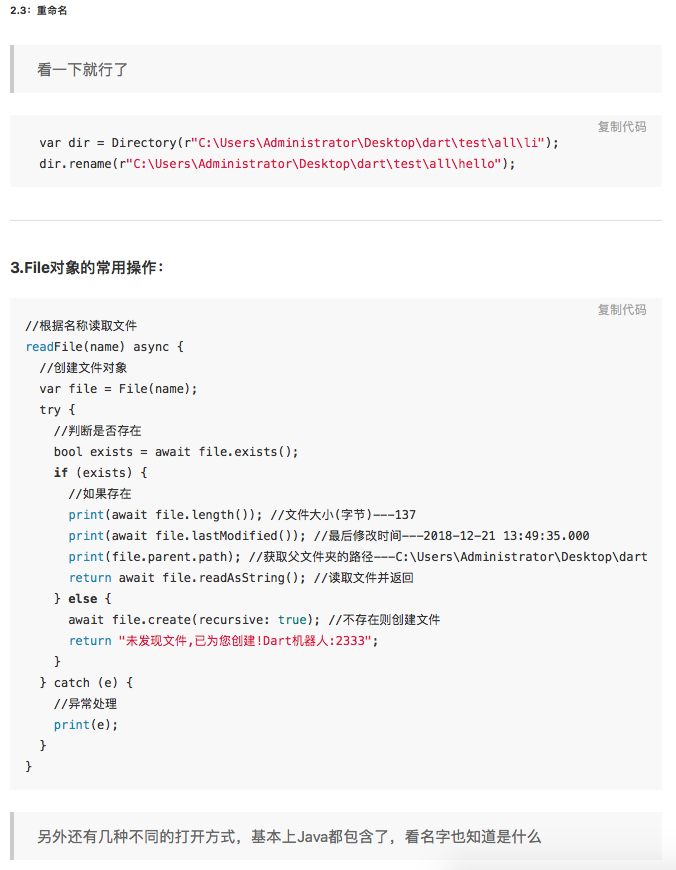 2.3：重命名
看一下就行了
复制代码
var dir = Directory(r"C:\Users\Administrator\Desktop\dart\test\all\li");
dir.rename(r"C:\Users\Administrator\Desktop\dart\test\all\hello");
3.File对象的常用操作：
复制代码
//根据名称读取文件
readFile(name) async {
  //创建文件对象
  var file = File(name);
  try {
    //判断是否存在
    bool exists = await file.exists();
    if (exists) {
      //如果存在
      print(await file.length()); //文件大小(字节)---137
      print(await file.lastModified()); //最后修改时间---2018-12-21 13:49:35.000
      print(file.parent.path); //获取父文件夹的路径---C:\Users\Administrator\Desktop\dart
      return await file.readAsString(); //读取文件并返回
    } else {
      await file.create(recursive: true); //不存在则创建文件
      return "未发现文件,已为您创建!Dart机器人:2333";
    }
  } catch (e) {
    //异常处理
    print(e);
  }
}
另外还有几种不同的打开方式，基本上Java都包含了，看名字也知道是什么